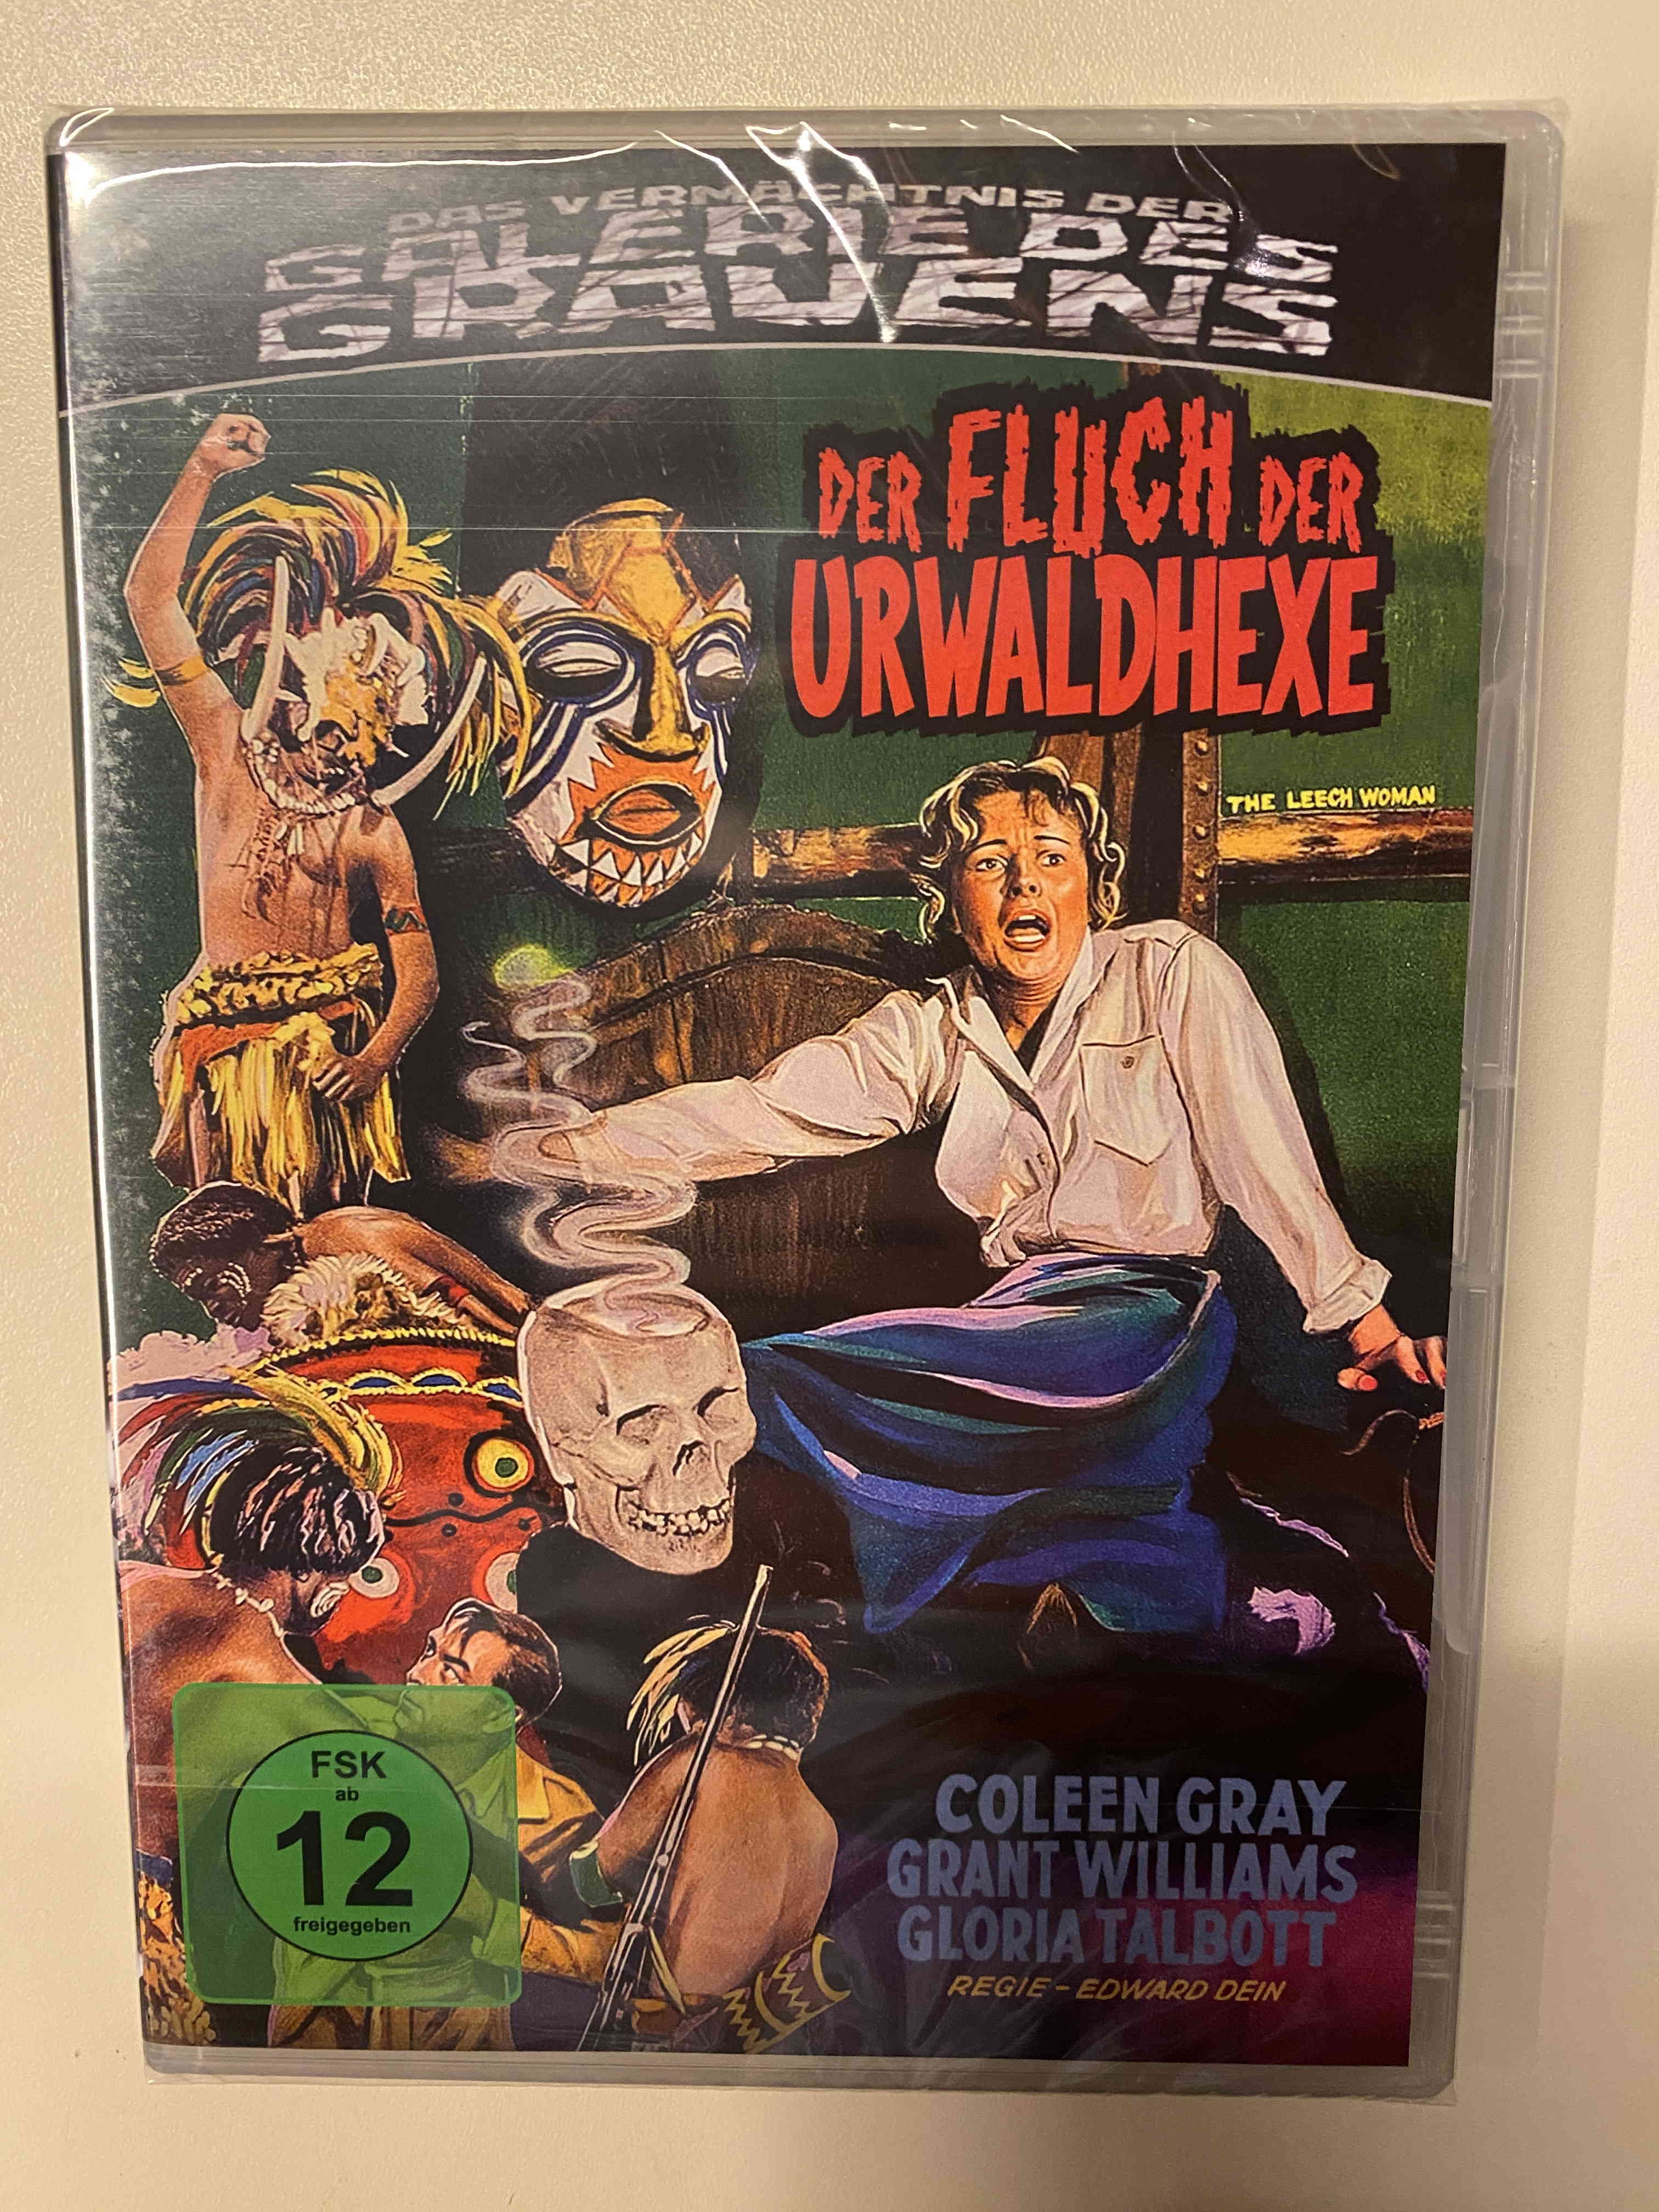 DAS VERMÄCHTNIS DER
GALERIE DES
GRAUENS
DER FLUCH DER
URWALDHEXE
THE LEECH WOMAN
FSK
ab
12
freigegeben
COLEEN GRAY
GRANT WILLIAMS
GLORIA TALBOTT
REGIE - EDWARD DEIN